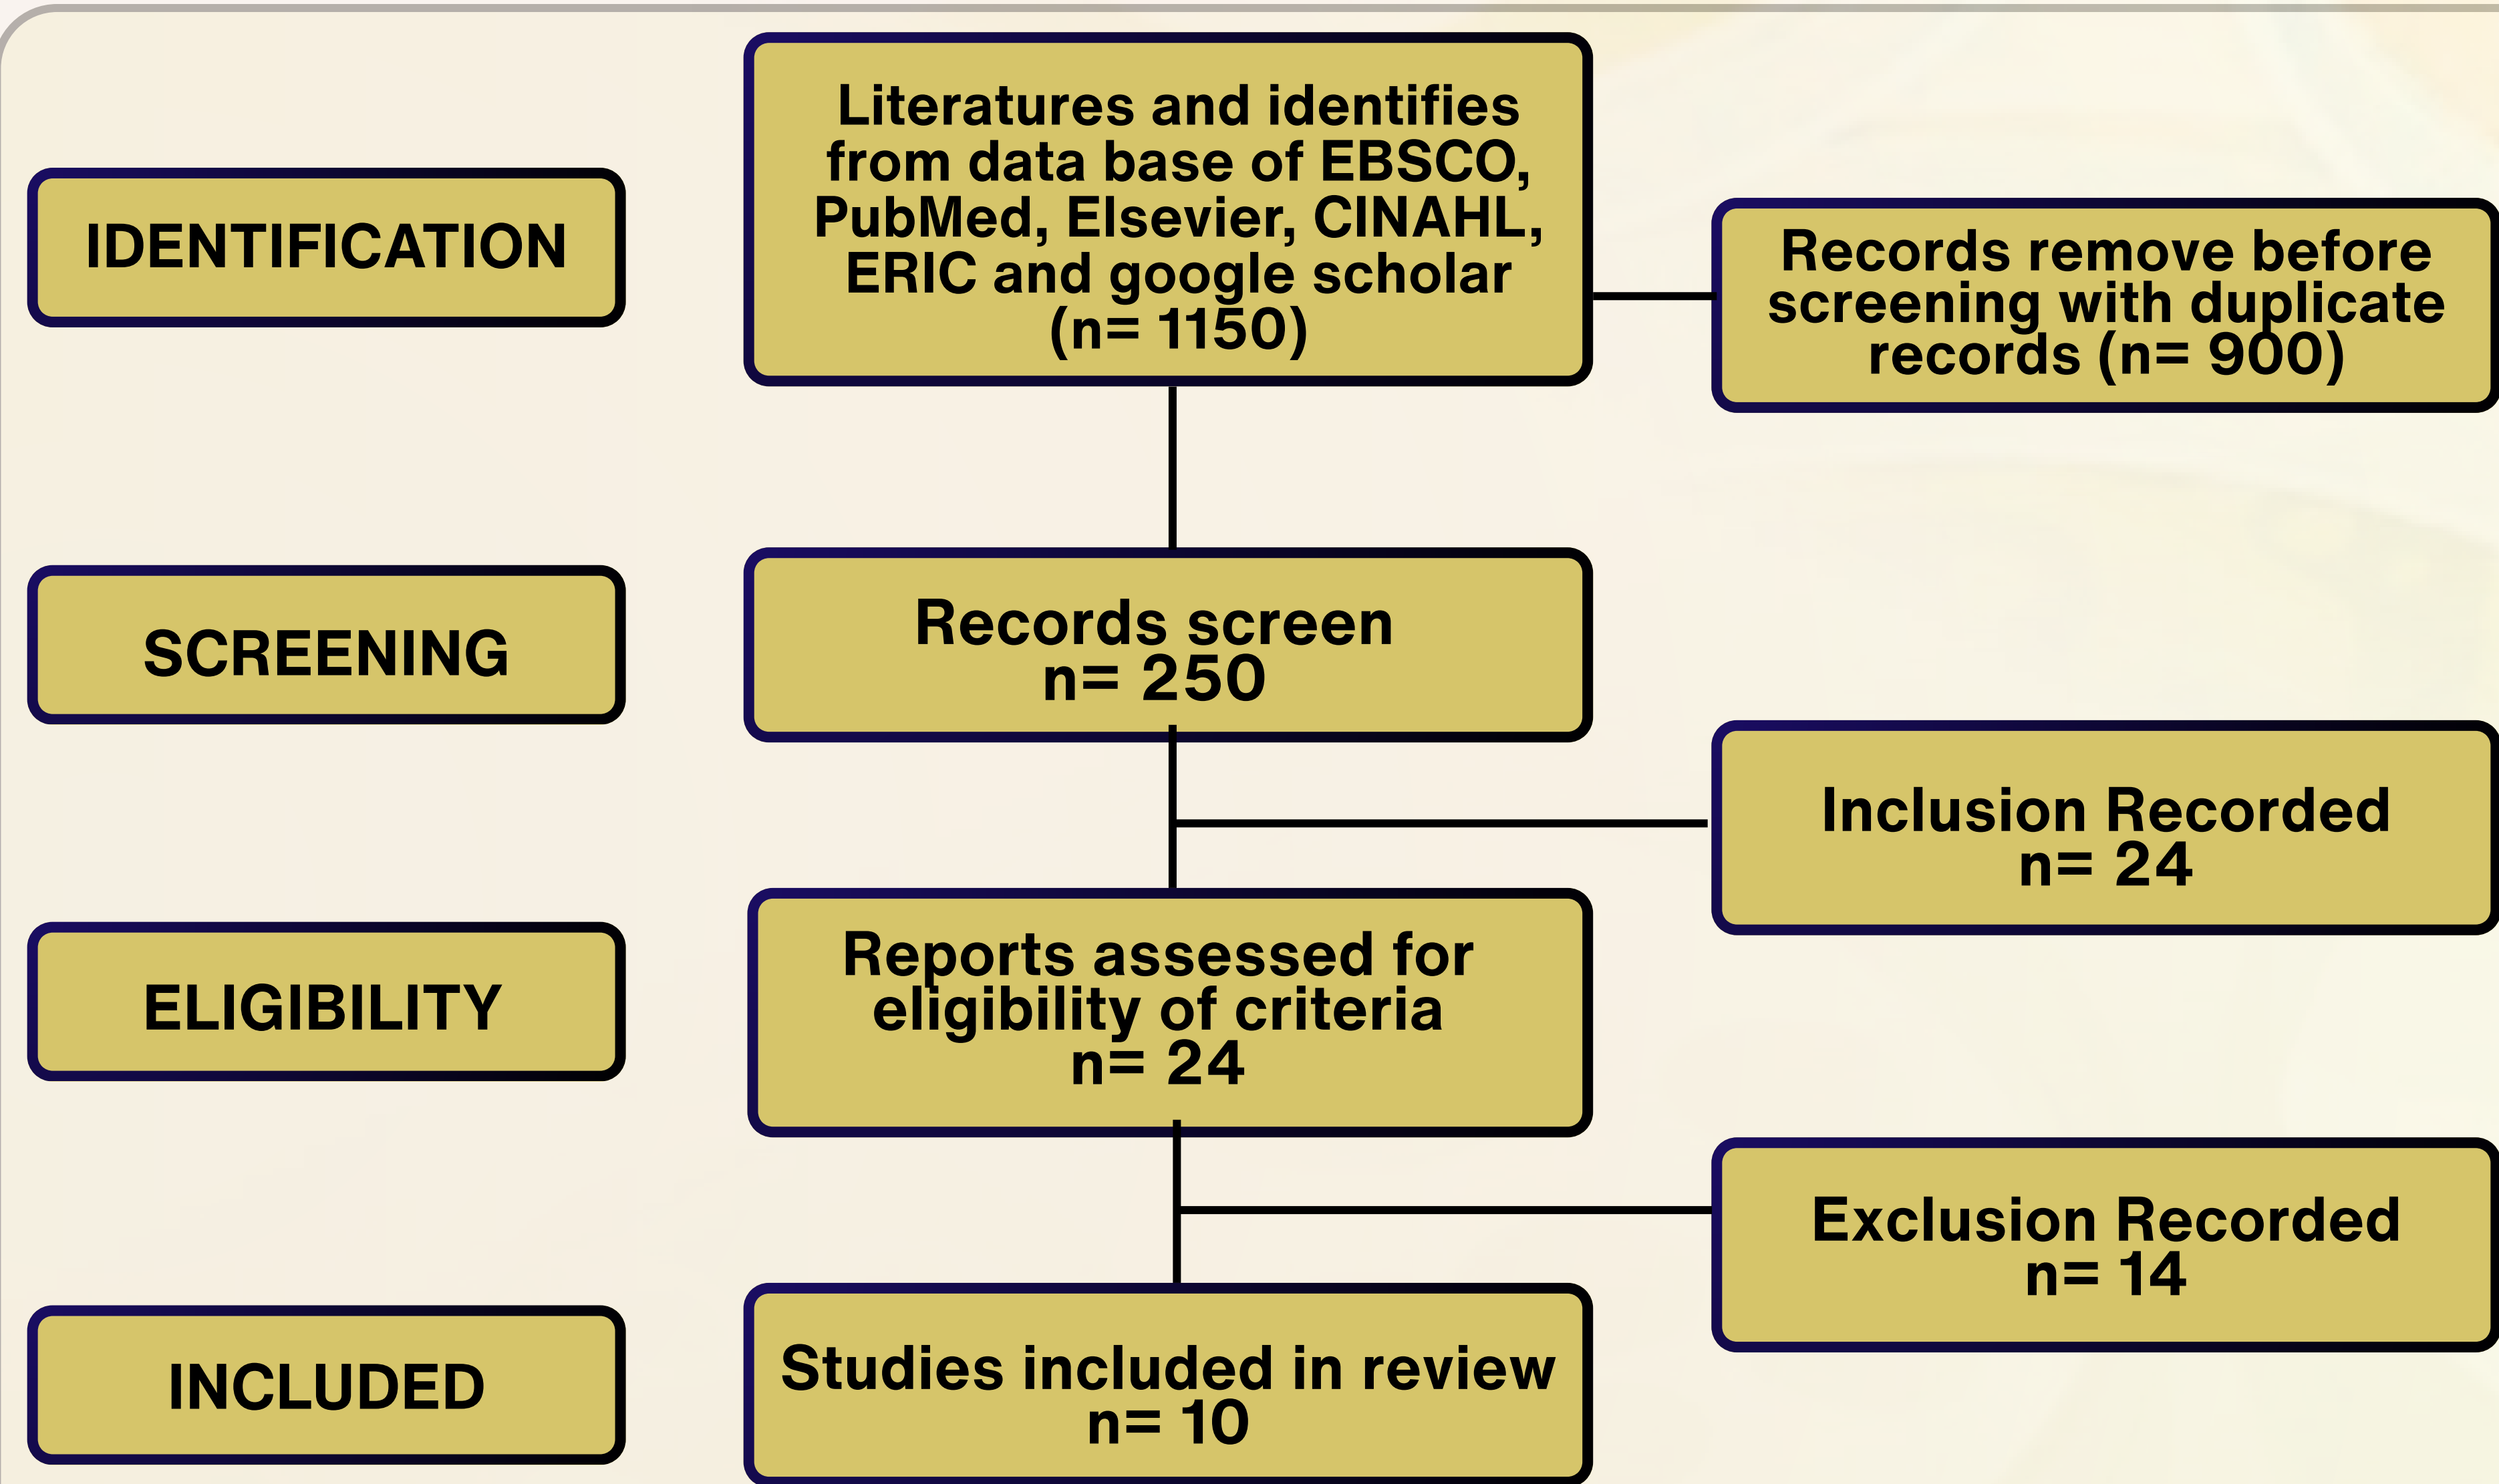 IDENTIFICATION
Literatures and identifies
from data base of EBSCO,
PubMed, Elsevier, CINAHL,
ERIC and google scholar
(n= 1150)
Records remove before
screening with duplicate
records (n= 900)
SCREENING
Records screen
n= 250
Inclusion Recorded
n= 24
ELIGIBILITY
Reports assessed for
eligibility of criteria
n= 24
Exclusion Recorded
n= 14
INCLUDED
Studies included in review
n= 10